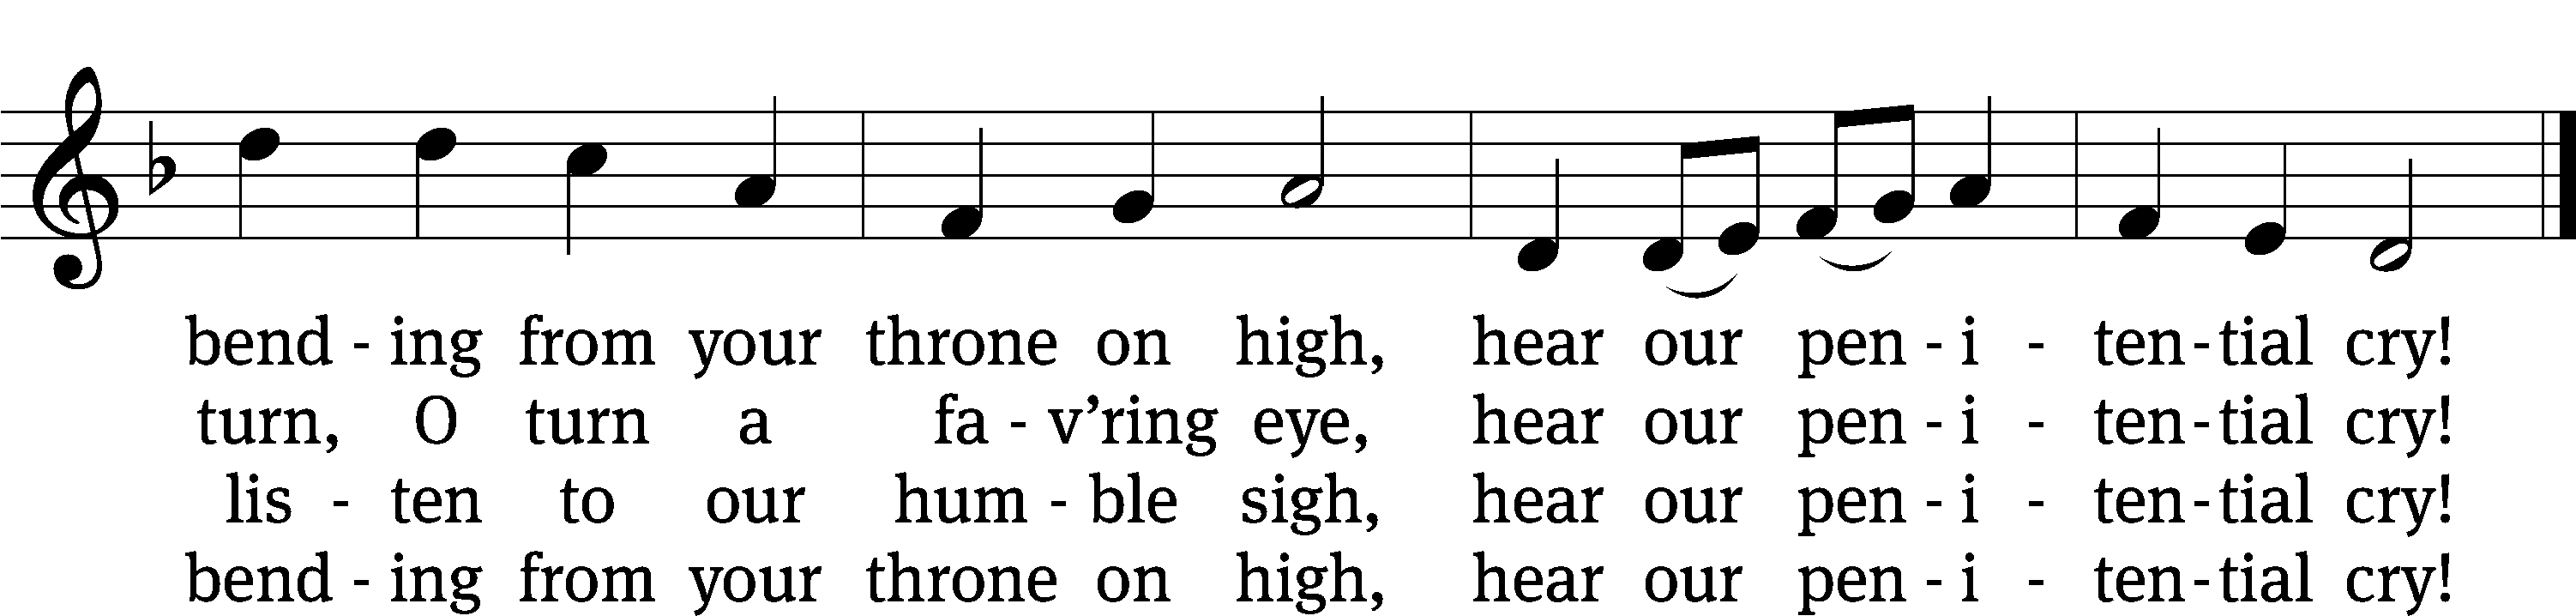 bend - ing from your throne on high, hear our pen - i - ten - tial cry!
turn, O turn a fa - v’ring eye, hear our pen - i - ten - tial cry!
lis - ten to our hum - ble sigh, hear our pen - i - ten - tial cry!
bend - ing from your throne on high, hear our pen - i - ten - tial cry!